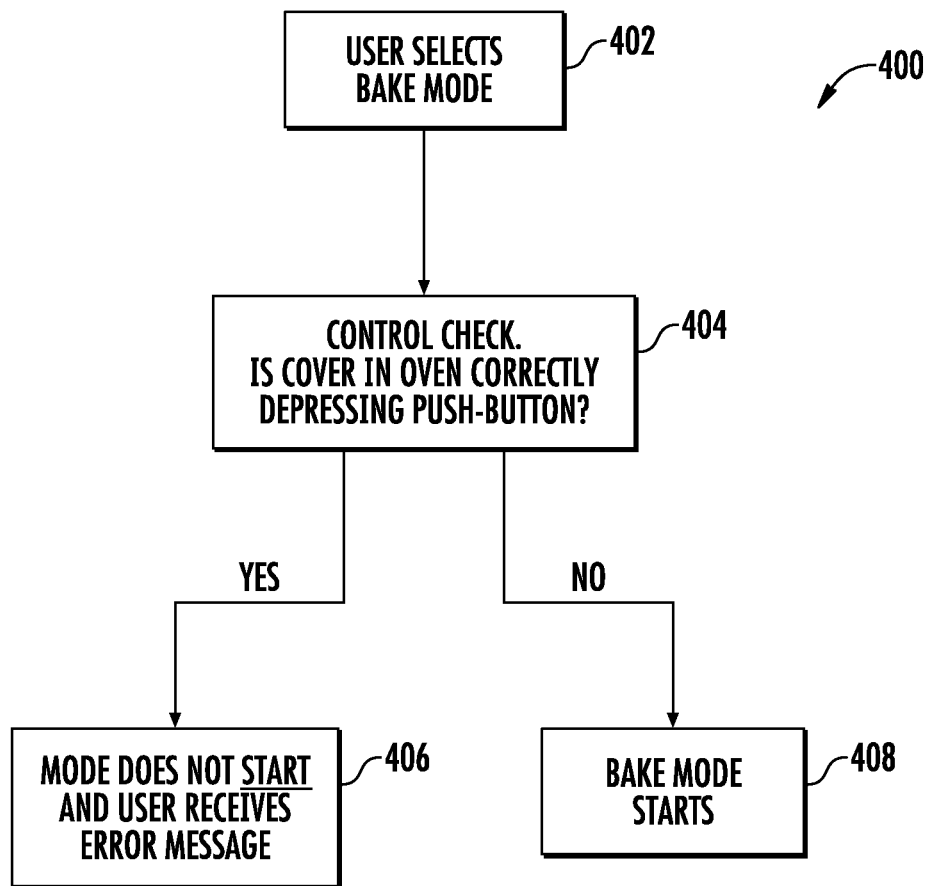 USER SELECTS
BAKE MODE
402
400
CONTROL CHECK.
IS COVER IN OVEN CORRECTLY
DEPRESSING PUSH-BUTTON?
404
YES
NO
MODE DOES NOT START
AND USER RECEIVES
ERROR MESSAGE
406
BAKE MODE
STARTS
408